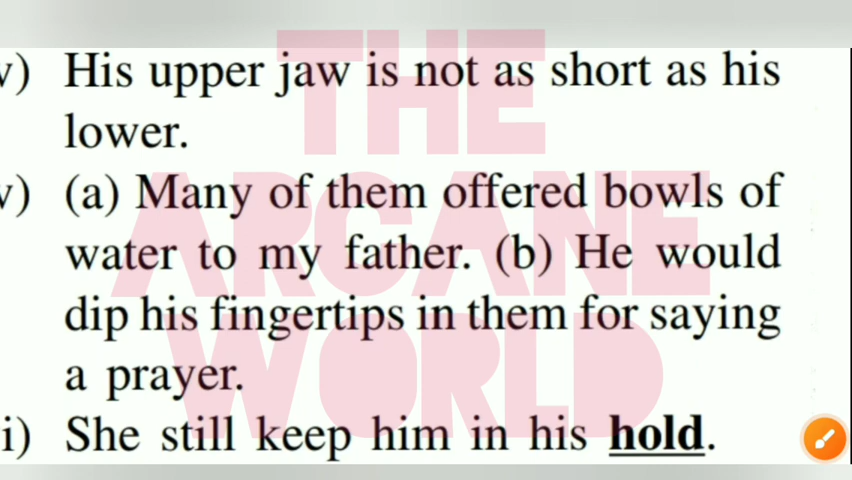 v) His upper jaw is not as short as his
lower.
v) (a) Many of them offered bowls of
water to my father. (b) He would
dip his fingertips in them for saying
a prayer.
i) She still keep him in his hold.
THE
ARCANE
WORLD